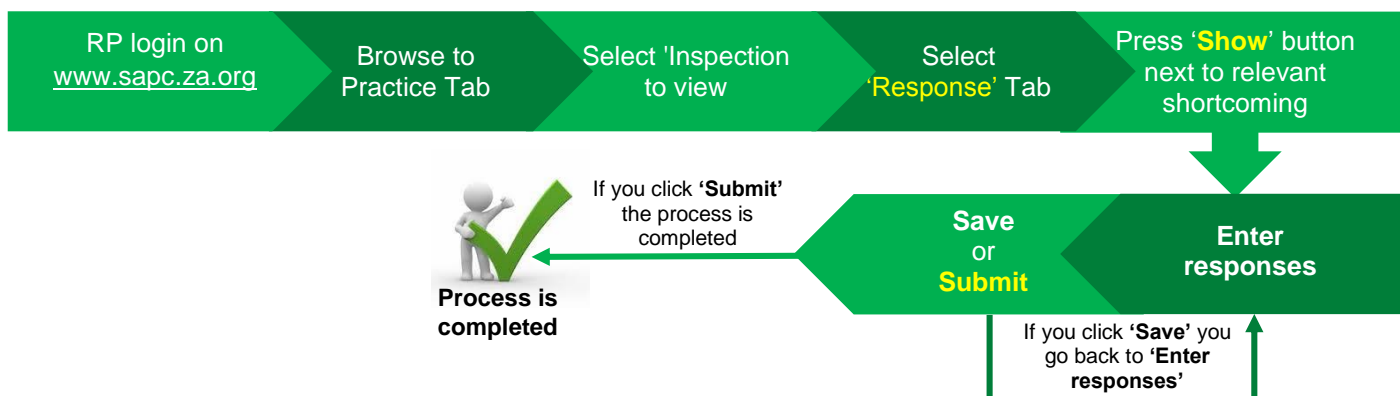 RP login on
www.sapc.za.org
Browse to
Practice Tab
Select 'Inspection
to view
Select
'Response' Tab
Press ‘Show’ button
next to relevant
shortcoming
If you click ‘Submit’
the process is
completed
Process is
completed
Save
or
Submit
Enter
responses
If you click ‘Save’ you
go back to ‘Enter
responses’